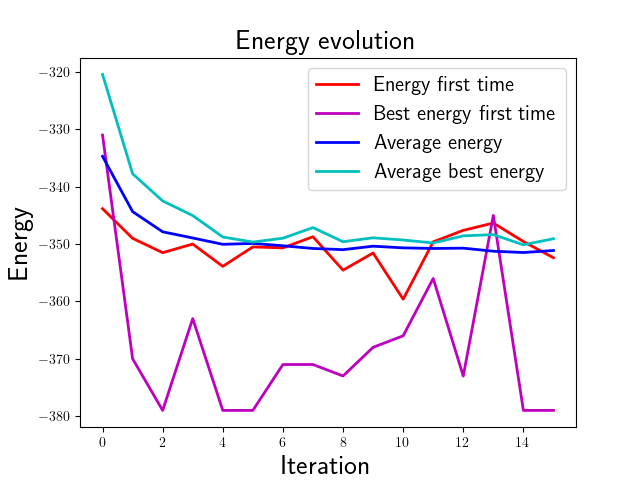 Energy evolution
Energy
−320
−330
−340
−350
−360
−370
−380
Energy first time
Best energy first time
Average energy
Average best energy
0 2 4 6 8 10 12 14
Iteration